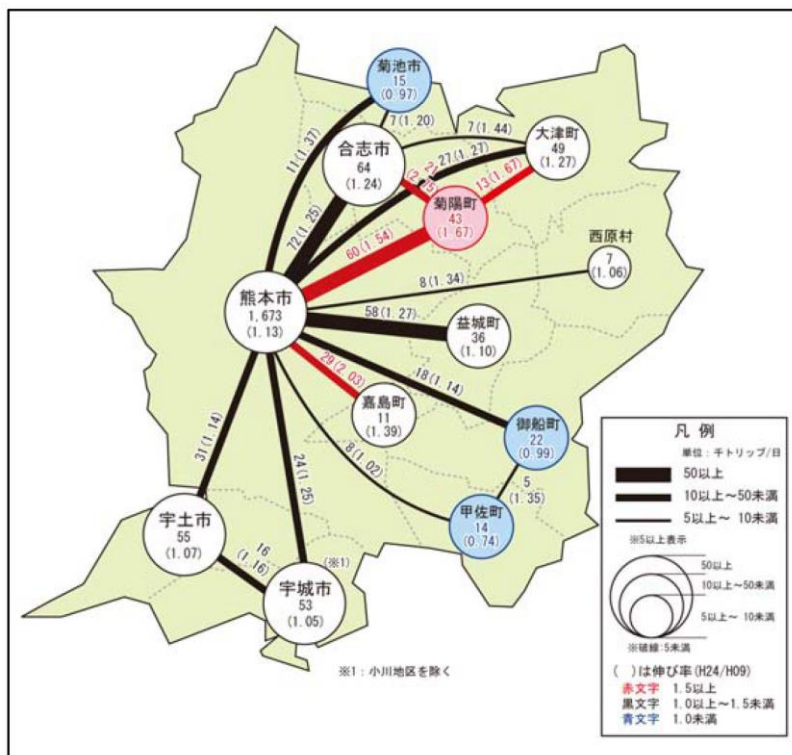 菊池市
15
(0.97)
7(1.20)
11(1.37)
合志市
64
(1.24)
7(1.44)
27(1.27)
大津町
49
(1.27)
21
(2.75)
13(1.67)
菊陽町
43
(1.67)
72(1.25)
60(1.54)
西原村
7
(1.06)
8(1.34)
熊本市
1,673
(1.13)
58(1.27)
益城町
36
(1.10)
29(2.03)
18(1.14)
嘉島町
11
(1.39)
御船町
22
(0.99)
31(1.14)
24(1.25)
8(1.02)
5
(1.35)
甲佐町
14
(0.74)
宇土市
55
(1.07)
16
(1.16)
(※1)
宇城市
53
(1.05)
※1：小川地区を除く
凡 例
単位：千トリップ/日
50以上
10以上～50未満
5以上～ 10未満
※5以上表示
50以上
10以上～50未満
5以上～ 10未満
※破線：5未満
( )は伸び率(H24/H09)
赤文字 1.5以上
黒文字 1.0以上～1.5未満
青文字 1.0未満